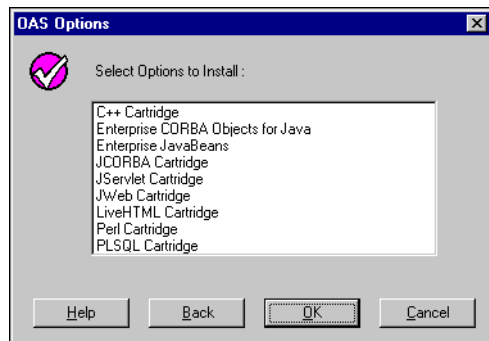 OAS Options
Select Options to Install :
C++ Cartridge
Enterprise CORBA Objects for Java
Enterprise JavaBeans
JCORBA Cartridge
JServlet Cartridge
JWeb Cartridge
LiveHTML Cartridge
Perl Cartridge
PLSQL Cartridge
Help Back OK Cancel